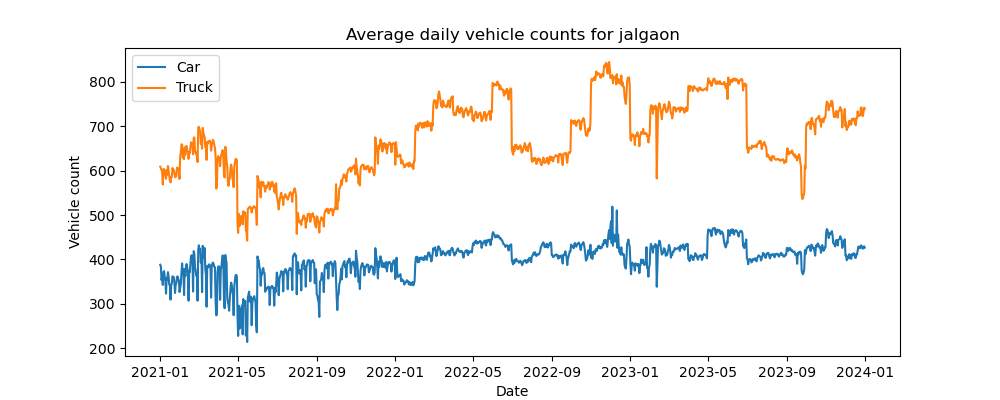 Average daily vehicle counts for jalgaon
Car
Truck
Vehicle count
800
700
600
500
400
300
200
2021-01 2021-05 2021-09 2022-01 2022-05 2022-09 2023-01 2023-05 2023-09 2024-01
Date